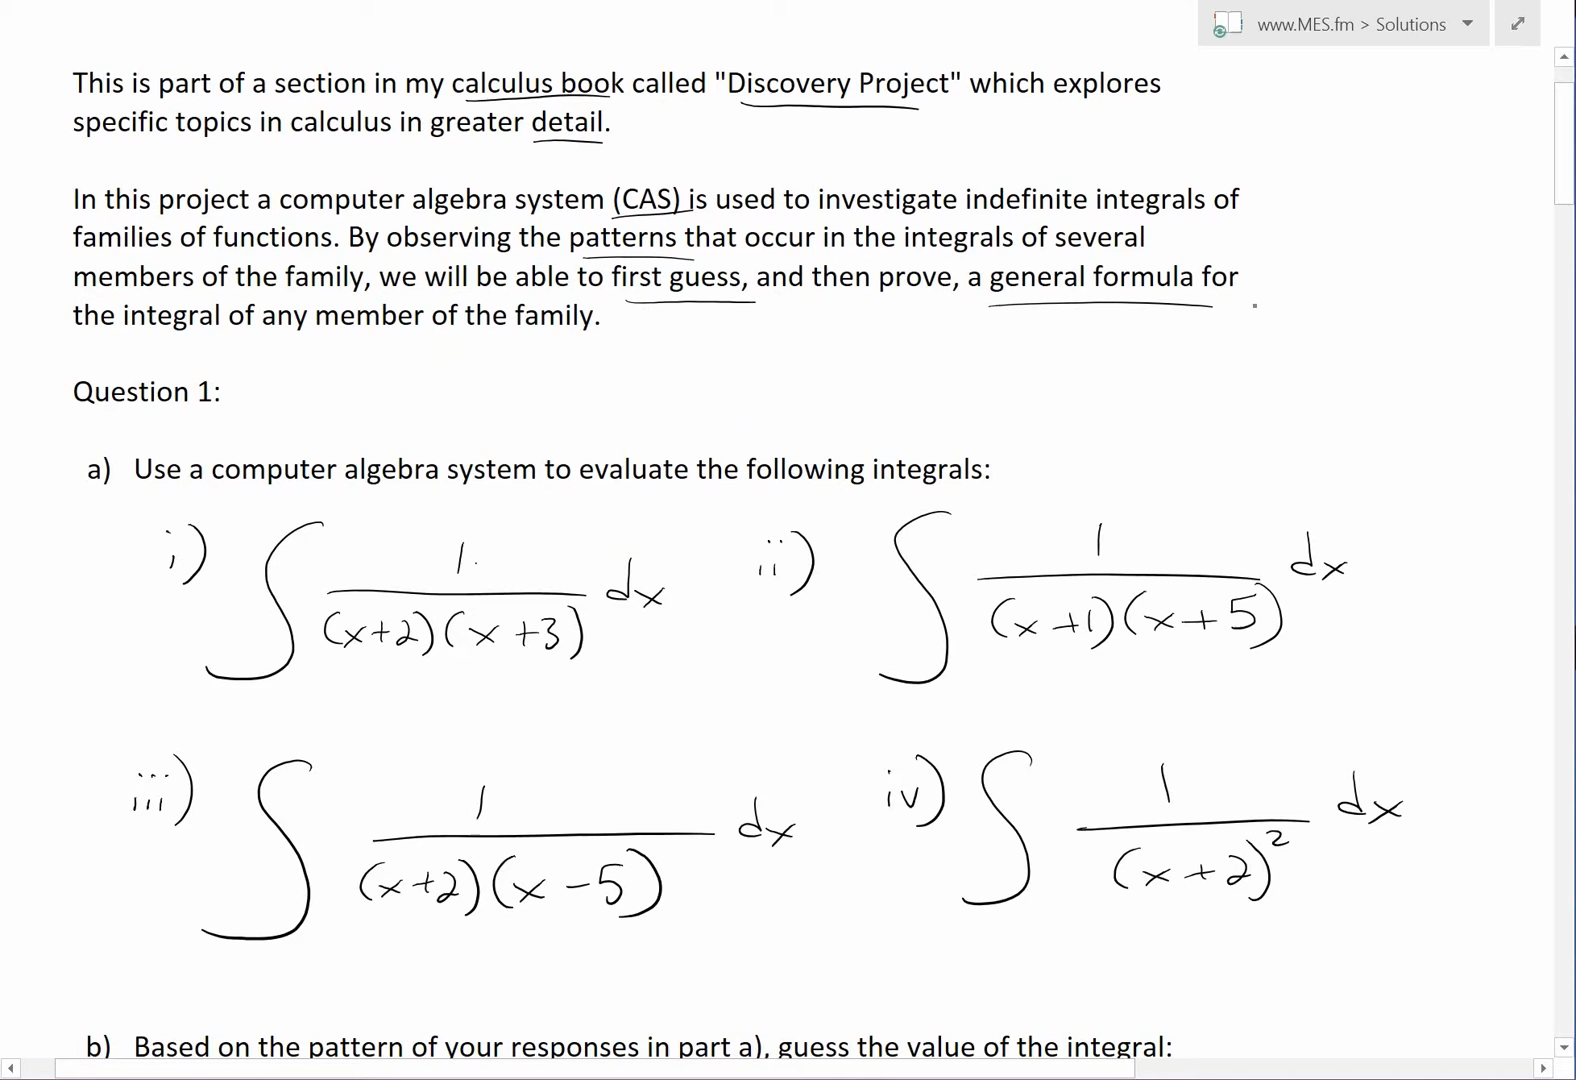 www.MES.fm > Solutions
This is part of a section in my calculus book called "Discovery Project" which explores
specific topics in calculus in greater detail.
In this project a computer algebra system (CAS) is used to investigate indefinite integrals of
families of functions. By observing the patterns that occur in the integrals of several
members of the family, we will be able to first guess, and then prove, a general formula for
the integral of any member of the family.
Question 1:
a) Use a computer algebra system to evaluate the following integrals:
i) ∫ 1/((x+2)(x+3)) dx ii) ∫ 1/((x+1)(x+5)) dx
iii) ∫ 1/((x+2)(x-5)) dx iv) ∫ 1/(x+2)² dx
b) Based on the pattern of your responses in part a), guess the value of the integral: